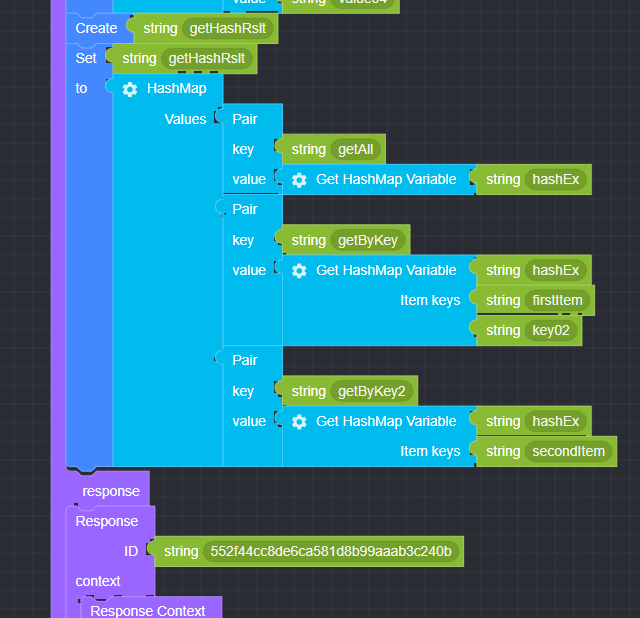 value string value04
Create string getHashRslt
Set string getHashRslt
to HashMap
Values Pair
key string getAll
value Get HashMap Variable string hashEx
Pair
key string getByKey
value Get HashMap Variable string hashEx
Item keys string firstItem
string key02
Pair
key string getByKey2
value Get HashMap Variable string hashEx
Item keys string secondItem
response
Response
ID string 552f44cc8de6ca581d8b99aaab3c240b
context
Response Context